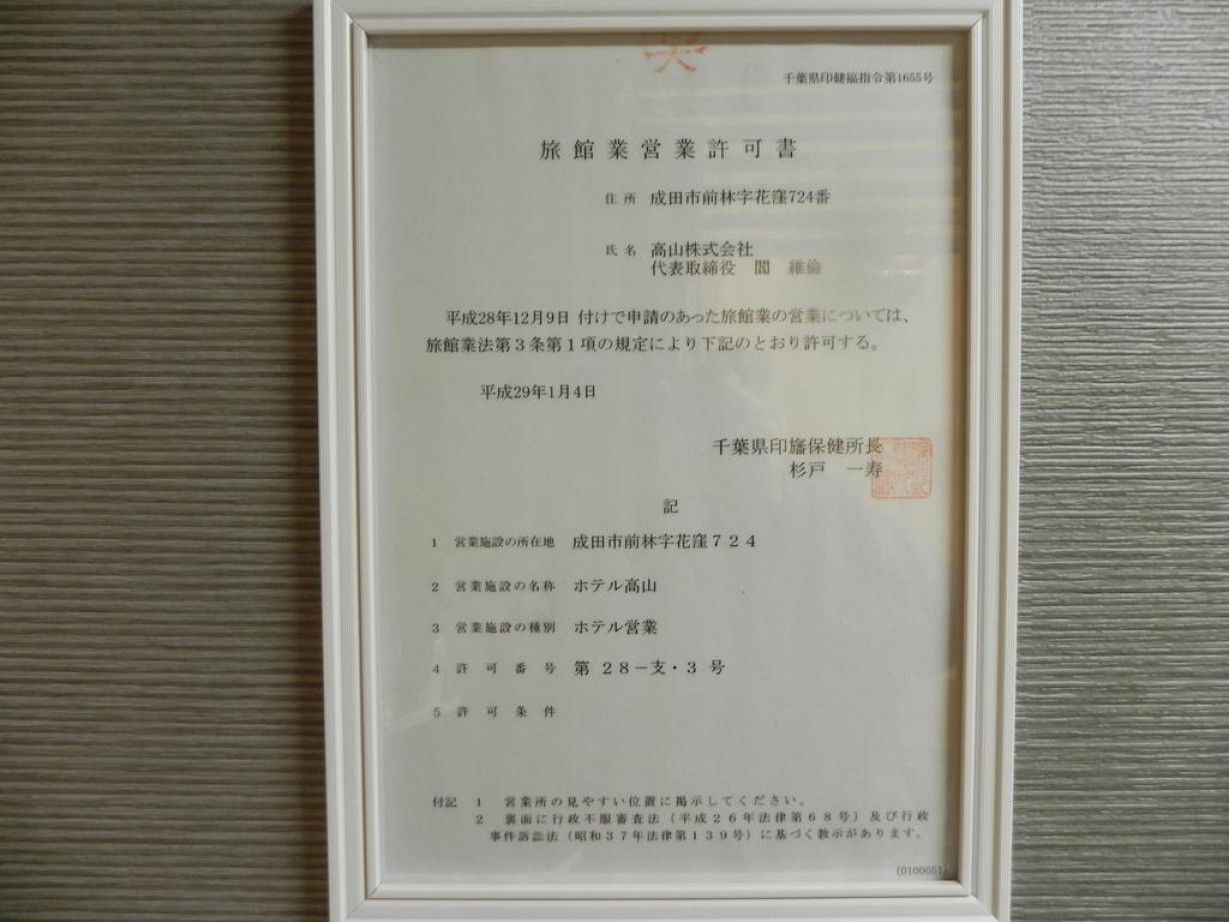 千葉県印健福指令第1655号
旅館業営業許可書
住所 成田市前林字花窪724番
氏名 高山株式会社
代表取締役 閻 維倫
平成28年12月9日 付けで申請のあった旅館業の営業については、
旅館業法第3条第1項の規定により下記のとおり許可する。
平成29年1月4日
千葉県印旛保健所長
杉戸 一寿
記
1 営業施設の所在地 成田市前林字花窪724
2 営業施設の名称 ホテル高山
3 営業施設の種別 ホテル営業
4 許可番号 第 28-支・3 号
5 許可条件
付記 1 営業所の見やすい位置に掲示してください。
2 裏面に行政不服審査法(平成26年法律第68号)及び行政
事件訴訟法(昭和37年法律第139号)に基づく教示があります。
(0100051)